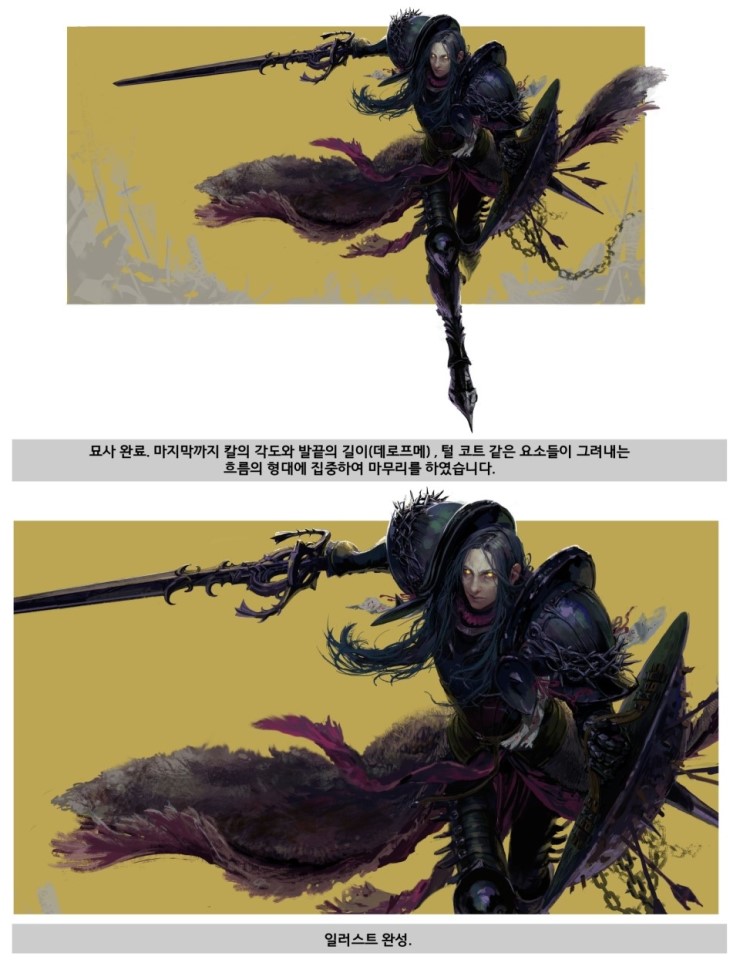 묘사 완료. 마지막까지 칼의 각도와 발끝의 길이(데로프메) , 털 코트 같은 요소들이 그려내는
흐름의 형대에 집중하여 마무리를 하였습니다.
일러스트 완성.